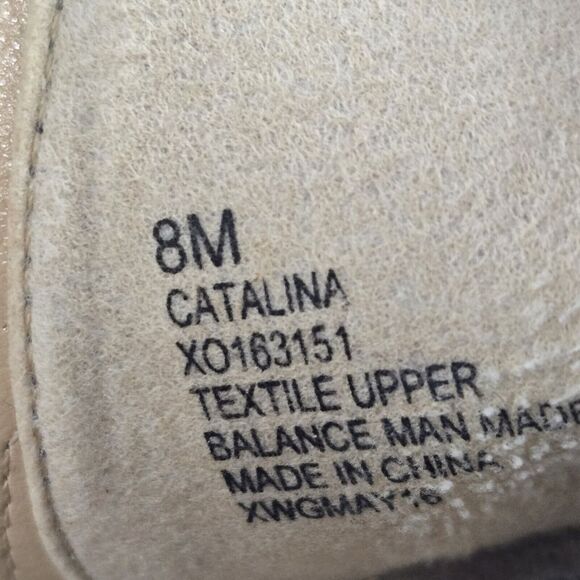 8M
CATALINA
XO163151
TEXTILE UPPER
BALANCE MAN MADE
MADE IN CHINA
XWGMAY16